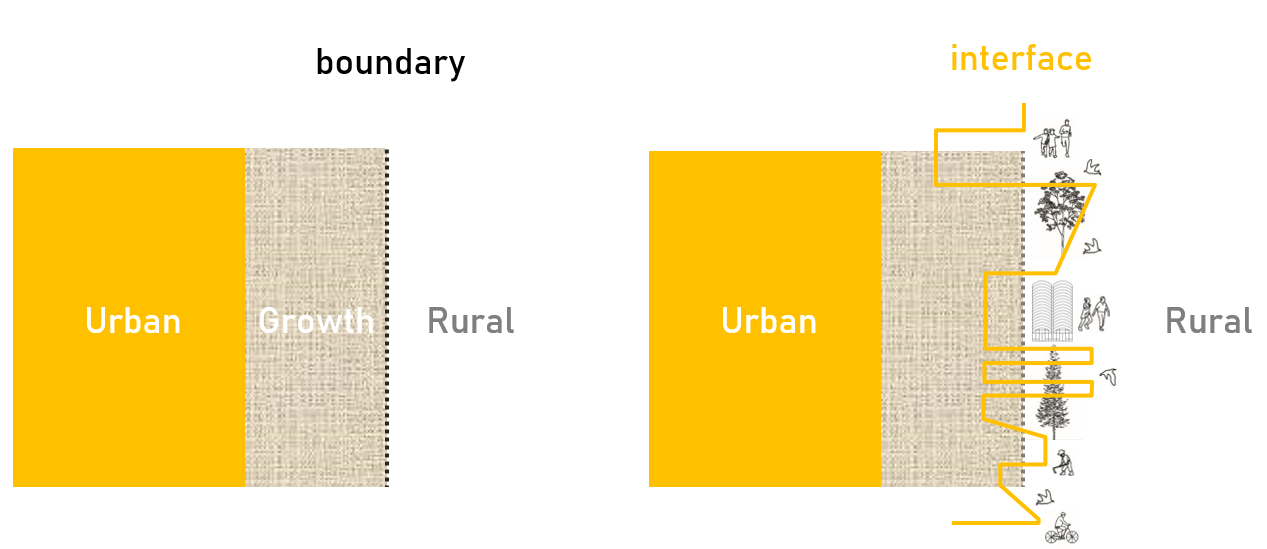 boundary
Urban
Growth
Rural
interface
Urban
Rural